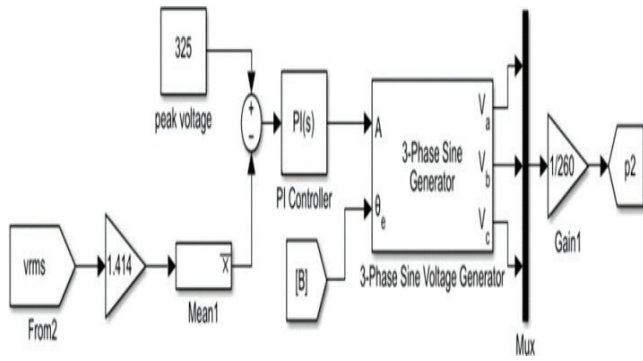 325
peak voltage
+
-
PI(s)
PI Controller
A
θe
3-Phase Sine
Generator
Va
Vb
Vc
3-Phase Sine Voltage Generator
1/260
Gain1
p2
vrms
From2
1.414
x
Mean1
[B]
Mux